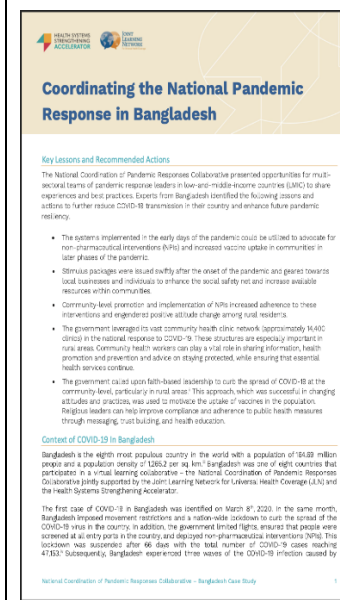 HEALTH SYSTEMS
STRENGTHENING
ACCELERATOR
JOINT
LEARNING
NETWORK
Coordinating the National Pandemic
Response in Bangladesh
Key Lessons and Recommended Actions
The National Coordination of Pandemic Responses Collaborative presented opportunities for multi-
sectoral teams of pandemic response leaders in low-and-middle-income countries (LMIC) to share
experiences and best practices. Experts from Bangladesh identified the following lessons and
actions to further reduce COVID-19 transmission in their country and enhance future pandemic
resiliency.
• The systems implemented in the early days of the pandemic could be utilized to advocate for
non-pharmaceutical interventions (NPIs) and increased vaccine uptake in communities in
later phases of the pandemic.
• Stimulus packages were issued swiftly after the onset of the pandemic and geared towards
local businesses and individuals to enhance the social safety net and increase available
resources within communities.
• Community-level promotion and implementation of NPIs increased adherence to these
interventions and engendered positive attitude change among rural residents.
• The government leveraged its vast community health clinic network (approximately 14,400
clinics) in the national response to COVID-19. These structures are especially important in
rural areas. Community health workers can play a vital role in sharing information, health
promotion and prevention and advice on staying protected, while ensuring that essential
health services continue.
• The government called upon faith-based leadership to curb the spread of COVID-19 at the
community-level, particularly in rural areas. This approach, which was successful in changing
attitudes and practices, was used to motivate the uptake of vaccines in the population.
Religious leaders can help improve compliance and adherence to public health measures
through messaging, trust building, and health education.
Context of COVID-19 in Bangladesh
Bangladesh is the eighth most populous country in the world with a population of 164.69 million
people and a population density of 1,265.2 per sq. km. Bangladesh was one of eight countries that
participated in a virtual learning collaborative – the National Coordination of Pandemic Responses
Collaborative jointly supported by the Joint Learning Network for Universal Health Coverage (JLN) and
the Health Systems Strengthening Accelerator.
The first case of COVID-19 in Bangladesh was identified on March 8th, 2020. In the same month,
Bangladesh imposed movement restrictions and a nation-wide lockdown to curb the spread of the
COVID-19 virus in the country. In addition, the government limited flights, ensured that people were
screened at all entry ports in the country, and deployed non-pharmaceutical interventions (NPIs). This
lockdown was suspended after 66 days with the total number of COVID-19 cases reaching
47,153. Subsequently, Bangladesh experienced three waves of the COVID-19 infection caused by
National Coordination of Pandemic Responses Collaborative – Bangladesh Case Study 1